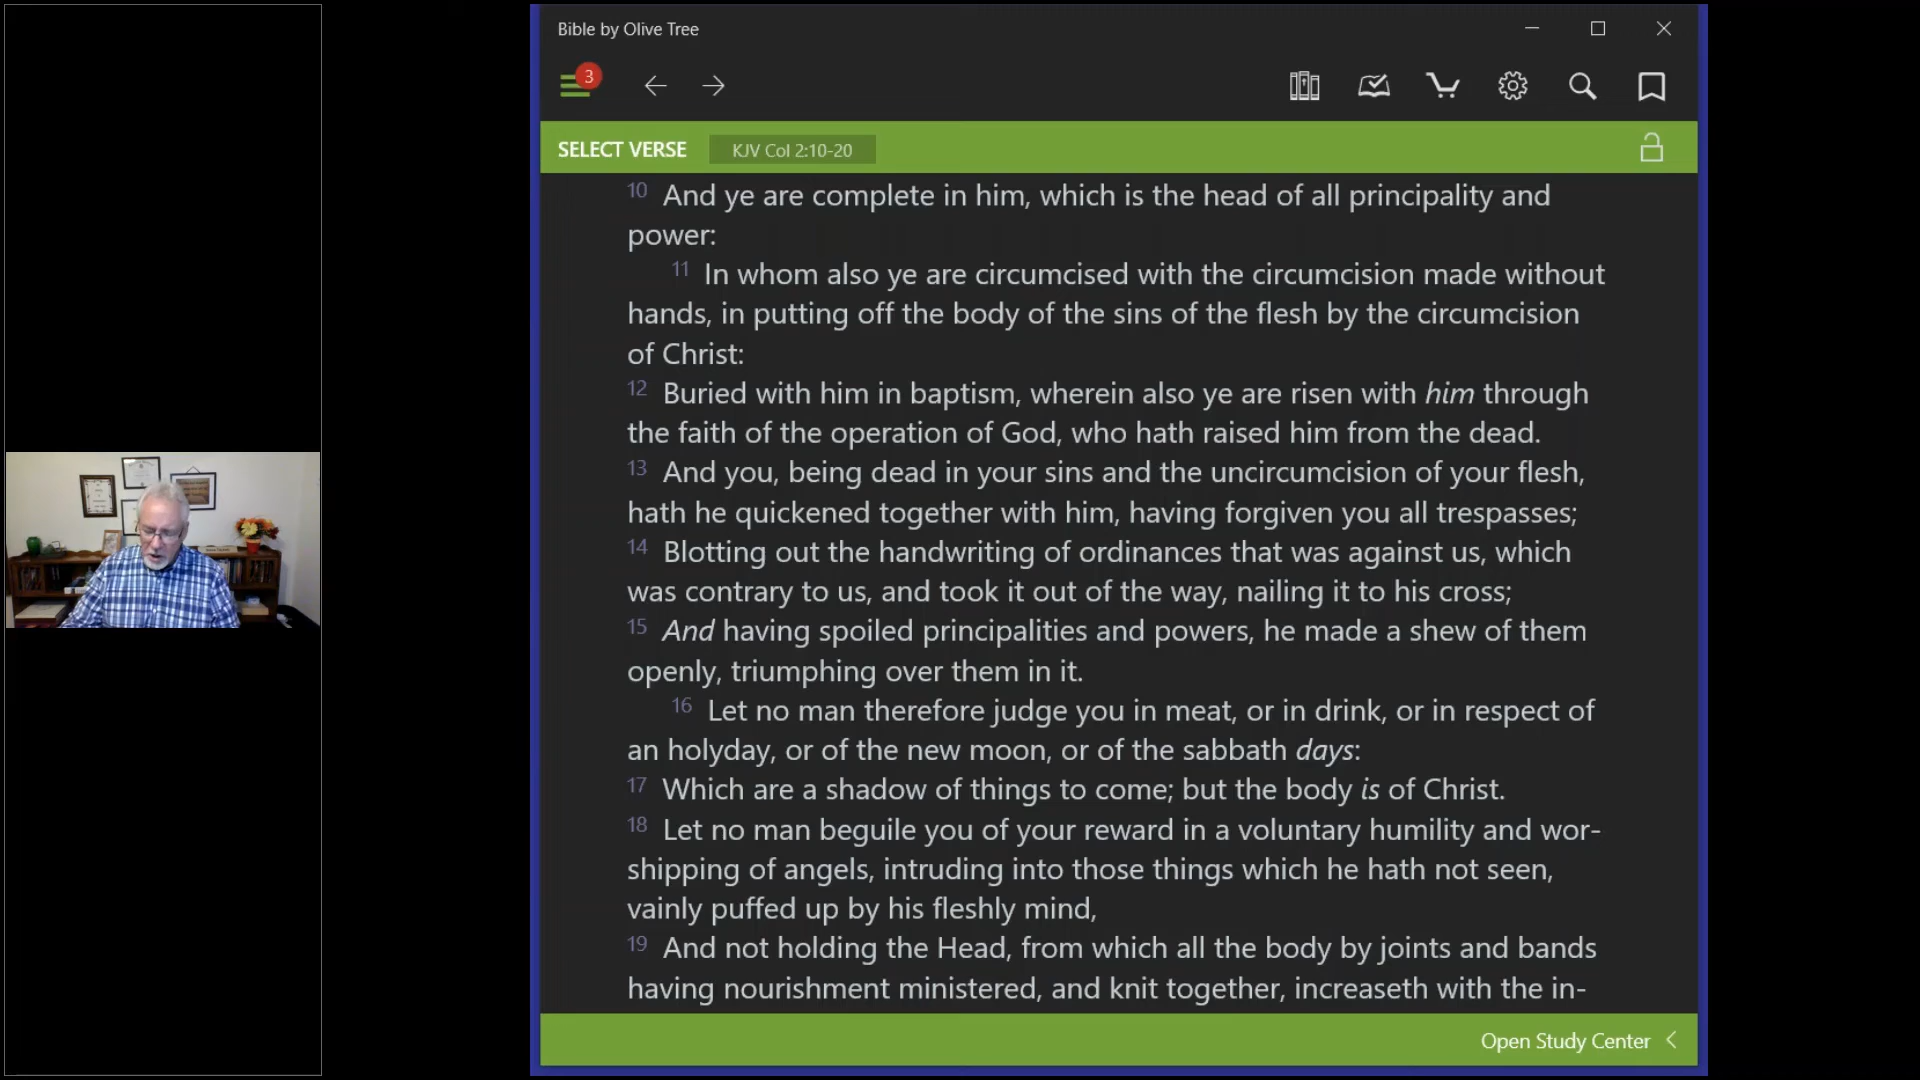 Bible by Olive Tree
3
SELECT VERSE KJV Col 2:10-20
10 And ye are complete in him, which is the head of all principality and
power:
11 In whom also ye are circumcised with the circumcision made without
hands, in putting off the body of the sins of the flesh by the circumcision
of Christ:
12 Buried with him in baptism, wherein also ye are risen with him through
the faith of the operation of God, who hath raised him from the dead.
13 And you, being dead in your sins and the uncircumcision of your flesh,
hath he quickened together with him, having forgiven you all trespasses;
14 Blotting out the handwriting of ordinances that was against us, which
was contrary to us, and took it out of the way, nailing it to his cross;
15 And having spoiled principalities and powers, he made a shew of them
openly, triumphing over them in it.
16 Let no man therefore judge you in meat, or in drink, or in respect of
an holyday, or of the new moon, or of the sabbath days:
17 Which are a shadow of things to come; but the body is of Christ.
18 Let no man beguile you of your reward in a voluntary humility and wor-
shipping of angels, intruding into those things which he hath not seen,
vainly puffed up by his fleshly mind,
19 And not holding the Head, from which all the body by joints and bands
having nourishment ministered, and knit together, increaseth with the in-
Open Study Center